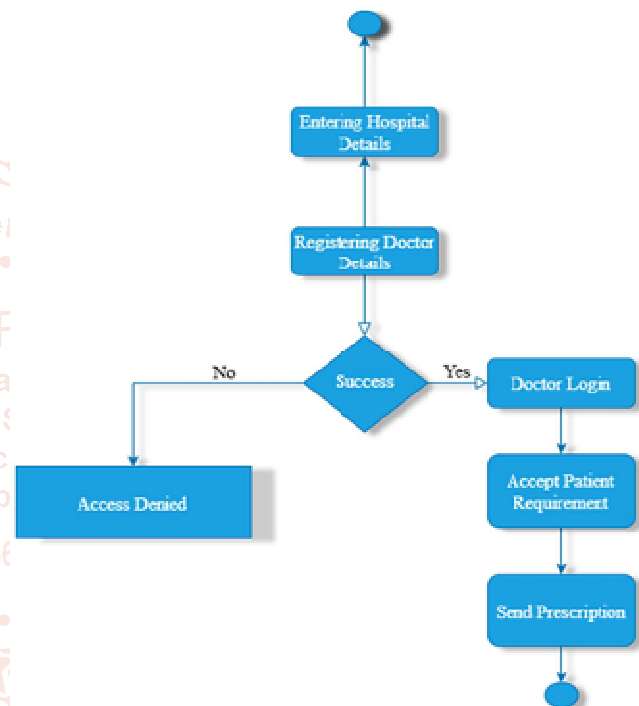 Entering Hospital
Details
Registering Doctor
Details
No
Success
Yes
Doctor Login
Access Denied
Accept Patient
Requirement
Send Prescription